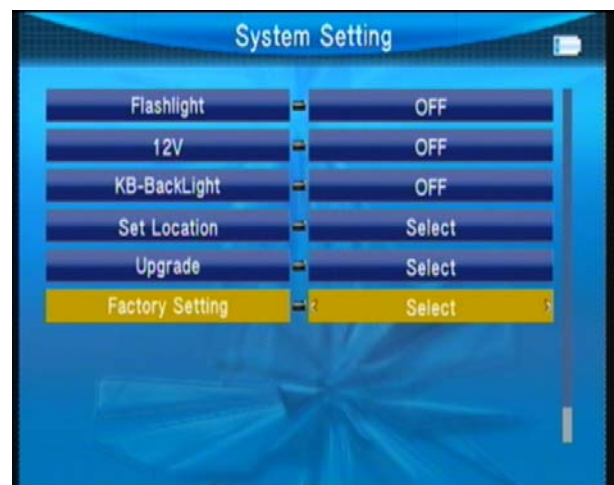 System Setting
Flashlight OFF
12V OFF
KB-BackLight OFF
Set Location Select
Upgrade Select
Factory Setting Select